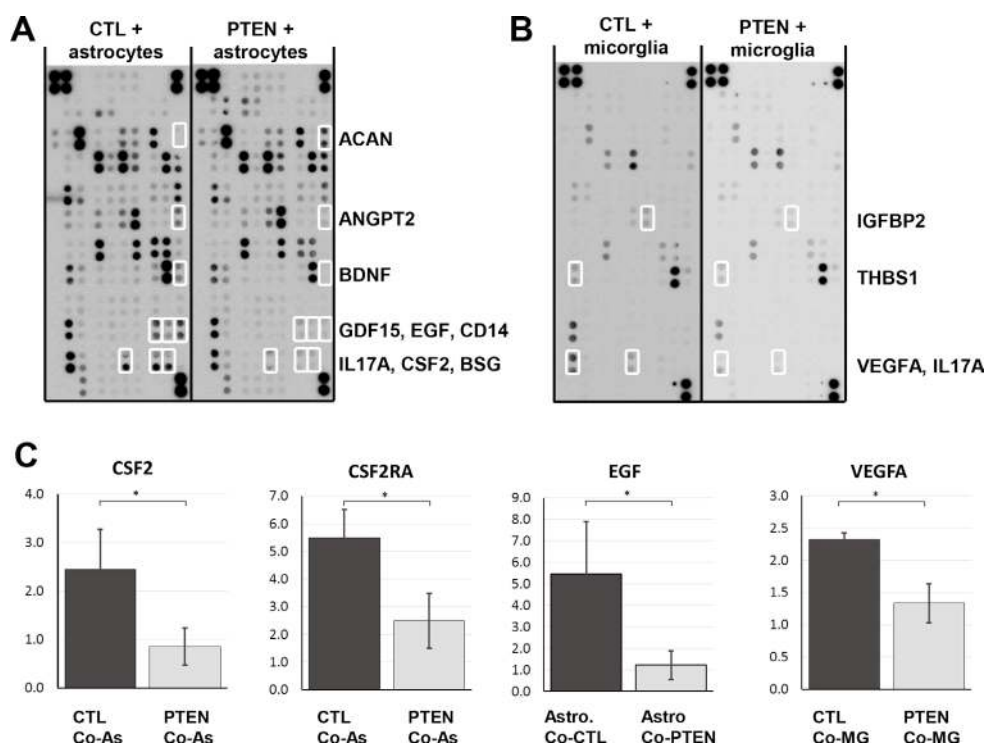 A
CTL +
astrocytes
PTEN +
astrocytes
ACAN
ANGPT2
BDNF
GDF15, EGF, CD14
IL17A, CSF2, BSG
B
CTL +
micorglia
PTEN +
microglia
IGFBP2
THBS1
VEGFA, IL17A
C
CSF2
4.0
3.0
2.0
1.0
0.0
*
CTL
Co-As
PTEN
Co-As
CSF2RA
7.0
6.0
5.0
4.0
3.0
2.0
1.0
0.0
*
CTL
Co-As
PTEN
Co-As
EGF
9.0
8.0
7.0
6.0
5.0
4.0
3.0
2.0
1.0
0.0
*
Astro.
Co-CTL
Astro
Co-PTEN
VEGFA
3.0
2.5
2.0
1.5
1.0
0.5
0.0
*
CTL
Co-MG
PTEN
Co-MG